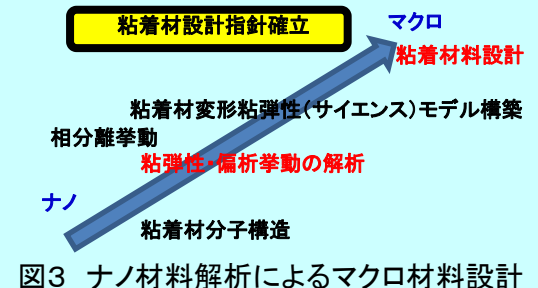 粘着材設計指針確立
マクロ
粘着材料設計
粘着材変形粘弾性(サイエンス)モデル構築
相分離挙動
粘弾性・偏析挙動の解析
ナノ
粘着材分子構造
図3 ナノ材料解析によるマクロ材料設計